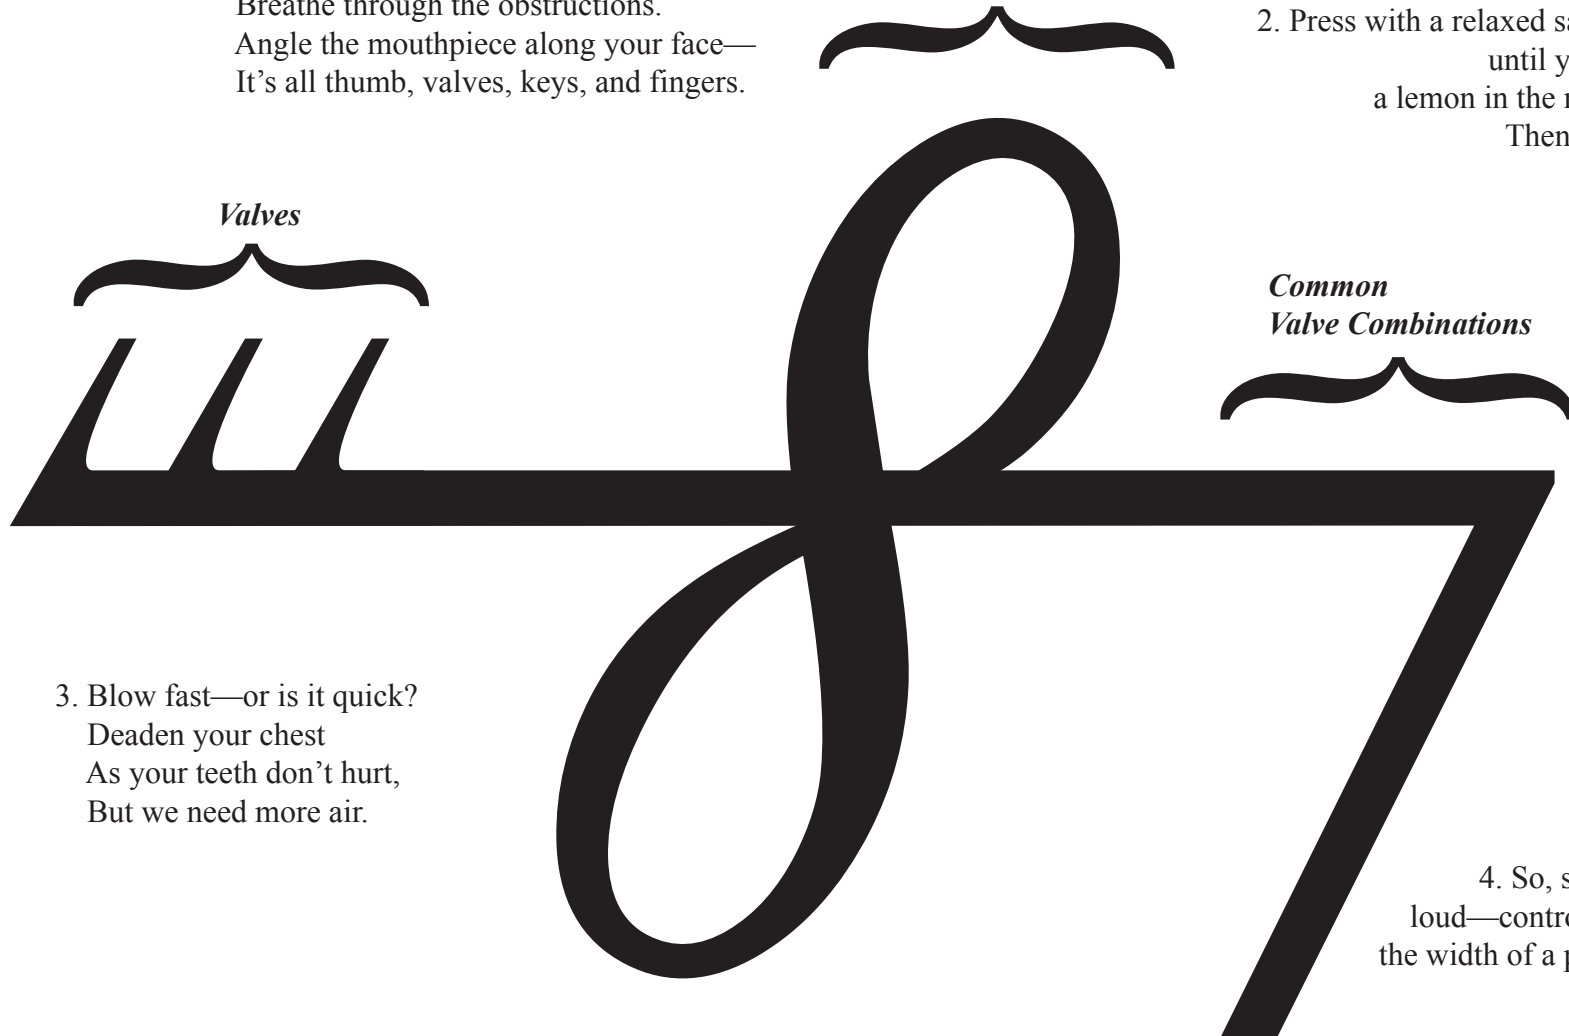 Breathe through the obstructions.
Angle the mouthpiece along your face—
It’s all thumb, valves, keys, and fingers.
2. Press with a relaxed
until
a lemon in the
Then
Valves
Common
Valve Combinations
3. Blow fast—or is it quick?
Deaden your chest
As your teeth don’t hurt,
But we need more air.
4. So,
loud—
the width of a